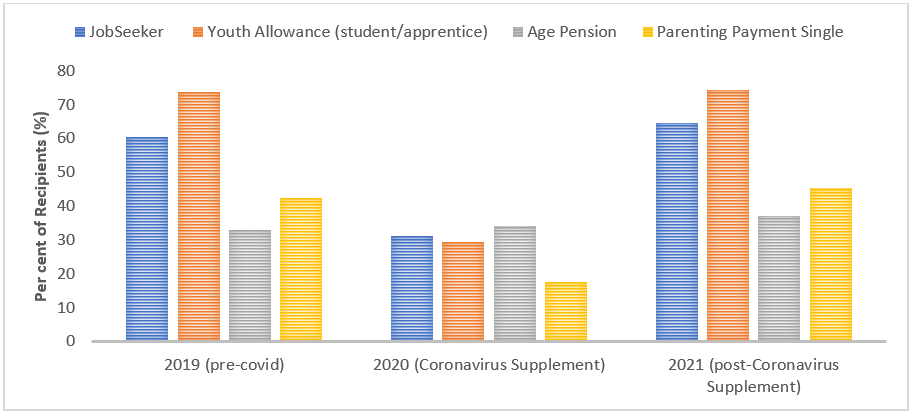 JobSeeker Youth Allowance (student/apprentice) Age Pension Parenting Payment Single
Per cent of Recipients (%)
80
70
60
50
40
30
20
10
0
2019 (pre-covid) 2020 (Coronavirus Supplement) 2021 (post-Coronavirus
Supplement)